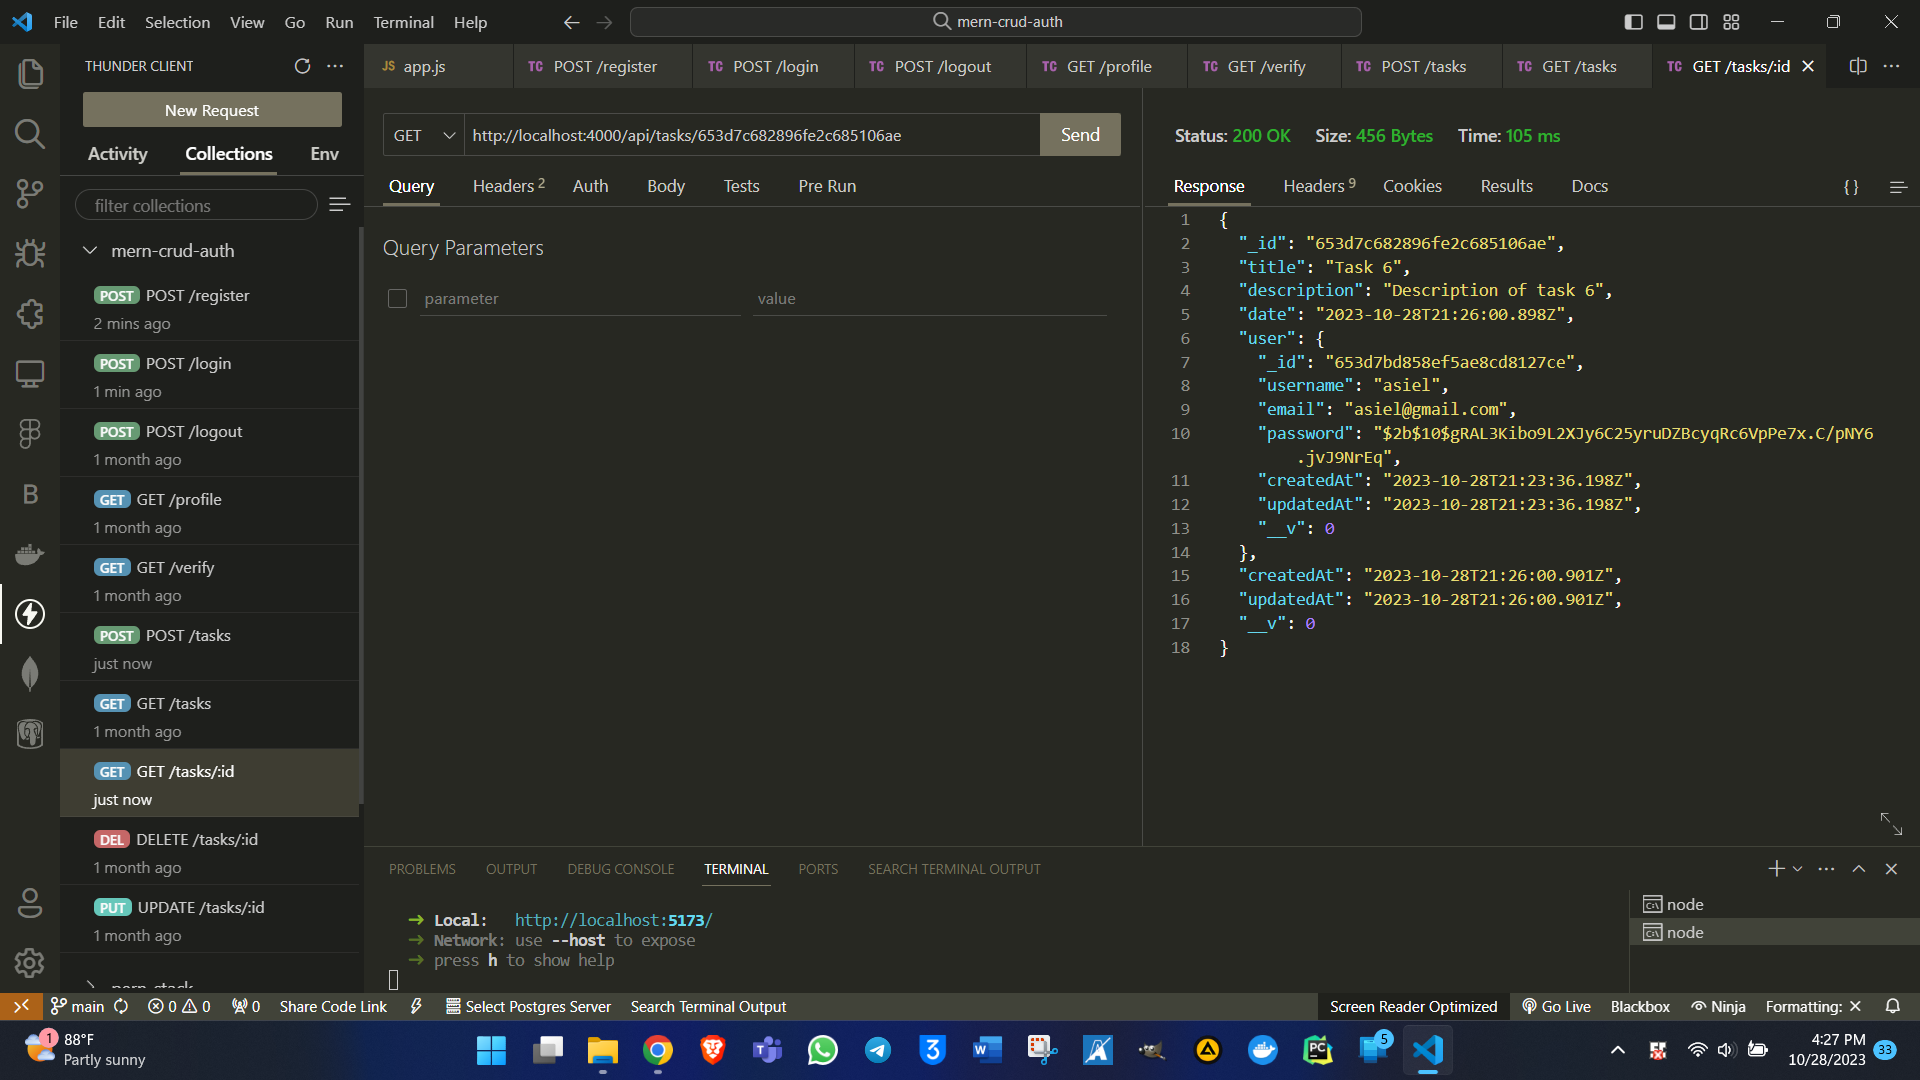 File Edit Selection View Go Run Terminal Help
mern-crud-auth
THUNDER CLIENT
New Request
Activity Collections Env
filter collections
mern-crud-auth
POST POST /register
2 mins ago
POST POST /login
1 min ago
POST POST /logout
1 month ago
GET GET /profile
1 month ago
GET GET /verify
1 month ago
POST POST /tasks
just now
GET GET /tasks
1 month ago
GET GET /tasks/:id
just now
DEL DELETE /tasks/:id
1 month ago
PUT UPDATE /tasks/:id
1 month ago
pern-stack
JS app.js TC POST /register TC POST /login TC POST /logout TC GET /profile TC GET /verify TC POST /tasks TC GET /tasks TC GET /tasks/:id
GET http://localhost:4000/api/tasks/653d7c682896fe2c685106ae Send
Query Headers 2 Auth Body Tests Pre Run
Query Parameters
parameter value
Status: 200 OK Size: 456 Bytes Time: 105 ms
Response Headers 9 Cookies Results Docs {}
1 {
2 "_id": "653d7c682896fe2c685106ae",
3 "title": "Task 6",
4 "description": "Description of task 6",
5 "date": "2023-10-28T21:26:00.898Z",
6 "user": {
7 "_id": "653d7bd858ef5ae8cd8127ce",
8 "username": "asiel",
9 "email": "asiel@gmail.com",
10 "password": "$2b$10$gRAL3Kibo9L2XJy6C25yruDZBcyqRc6VpPe7x.C/pNY6
.jvJ9NrEq",
11 "createdAt": "2023-10-28T21:23:36.198Z",
12 "updatedAt": "2023-10-28T21:23:36.198Z",
13 "__v": 0
14 },
15 "createdAt": "2023-10-28T21:26:00.901Z",
16 "updatedAt": "2023-10-28T21:26:00.901Z",
17 "__v": 0
18 }
PROBLEMS OUTPUT DEBUG CONSOLE TERMINAL PORTS SEARCH TERMINAL OUTPUT
➜ Local: http://localhost:5173/
➜ Network: use --host to expose
➜ press h to show help
node
node
main 0 0 0 Share Code Link Select Postgres Server Search Terminal Output
Screen Reader Optimized Go Live Blackbox Ninja Formatting: ✕
1 88°F
Partly sunny
5
4:27 PM
10/28/2023 33